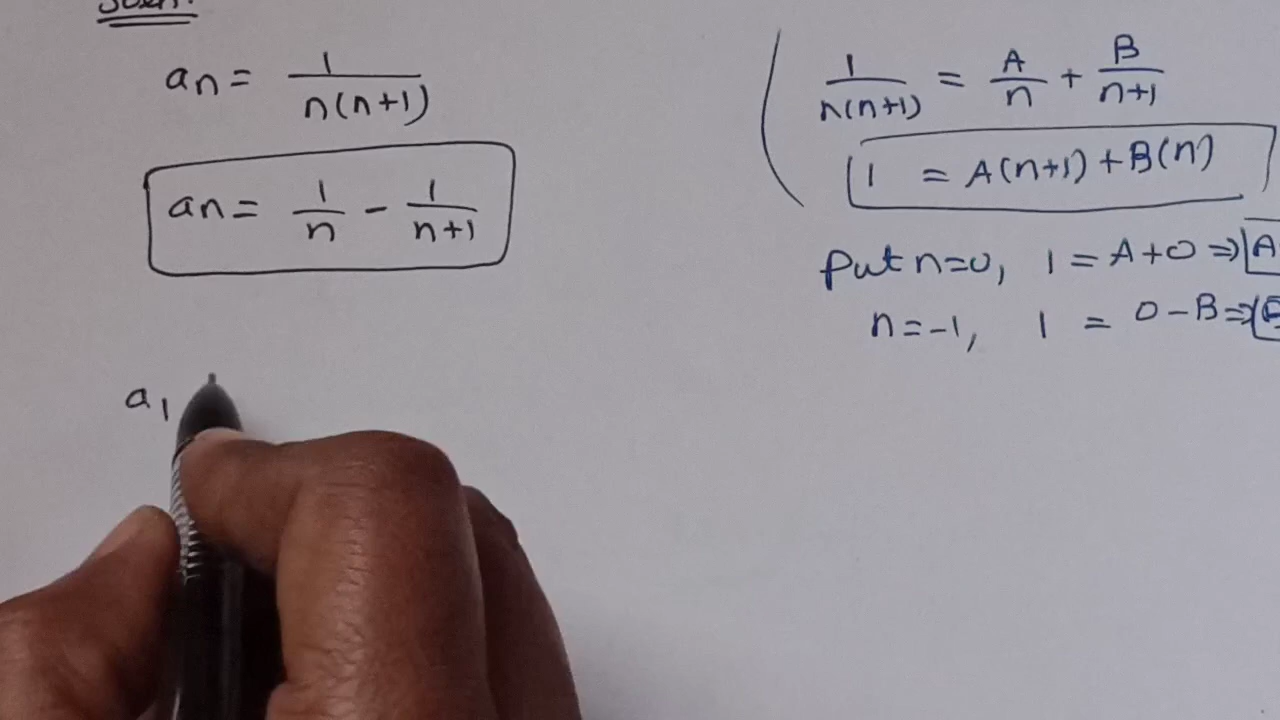 an = 1/n(n+1)
an = 1/n - 1/n+1
a1
1/n(n+1) = A/n + B/n+1
1 = A(n+1) + B(n)
Put n=0, 1 = A+0 ⇒ A
n=-1, 1 = 0-B ⇒